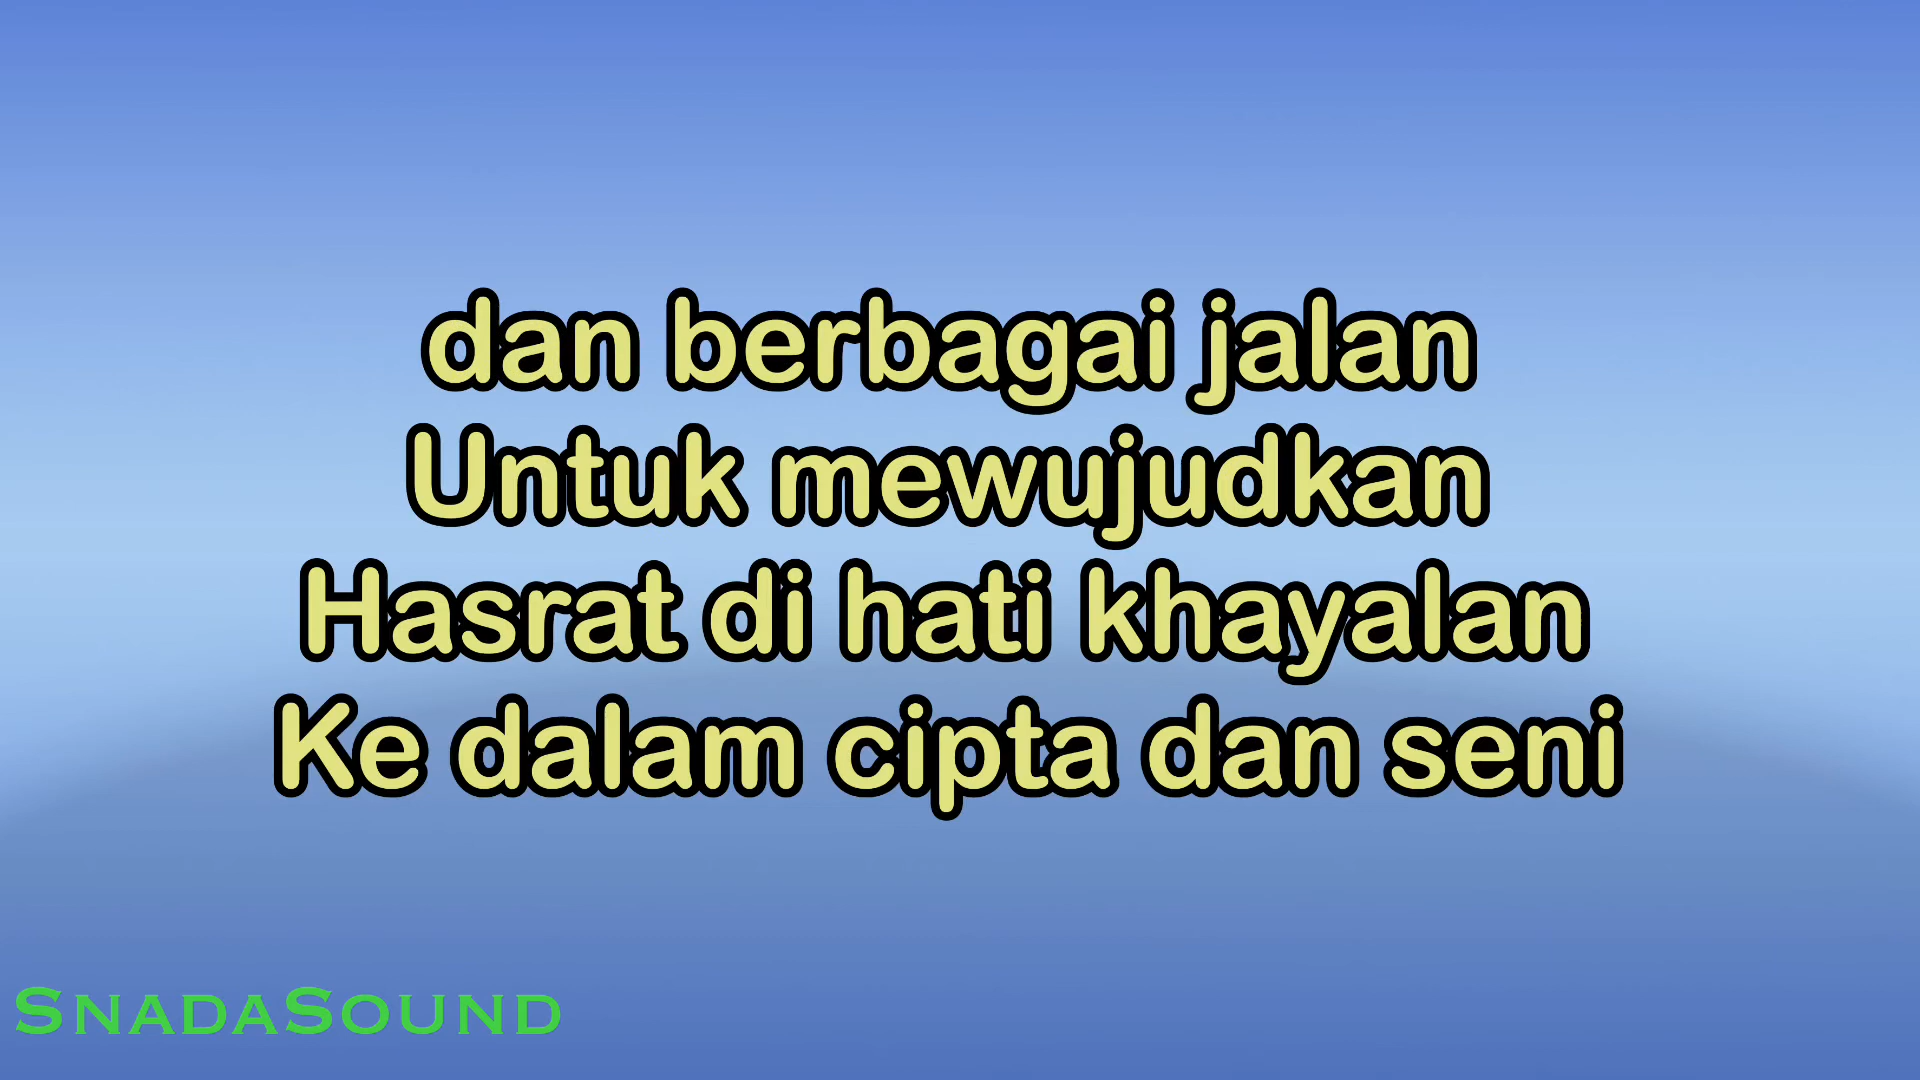 dan berbagai jalan
Untuk mewujudkan
Hasrat di hati khayalan
Ke dalam cipta dan seni
SNADASOUND